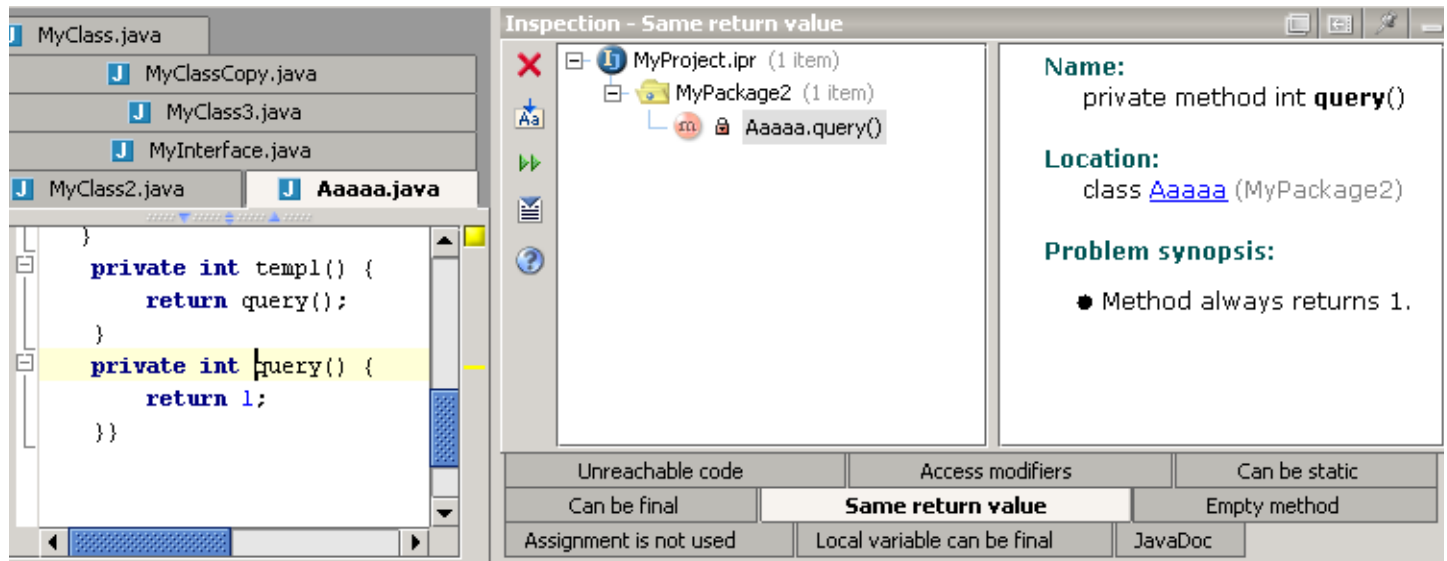 MyClass.java
MyClassCopy.java
MyClass3.java
MyInterface.java
MyClass2.java
Aaaaa.java
}
private int templ() {
return query();
}
private int query() {
return 1;
}}
Inspection - Same return value
MyProject.ipr (1 item)
MyPackage2 (1 item)
Aaaaa.query()
Name:
private method int query()
Location:
class Aaaaa (MyPackage2)
Problem synopsis:
Method always returns 1.
Unreachable code
Access modifiers
Can be static
Can be final
Same return value
Empty method
Assignment is not used
Local variable can be final
JavaDoc